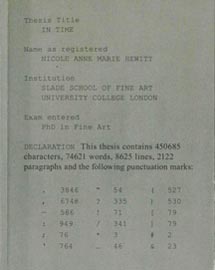 Thesis Title
IN TIME
Name as registered
NICOLE ANNE MARIE HEWITT
Institution
SLADE SCHOOL OF FINE ART
UNIVERSITY COLLEGE LONDON
Exam entered
PhD in Fine Art
DECLARATION This thesis contains 450685
characters, 74621 words, 8625 lines, 2122
paragraphs and the following punctuation marks:
. 3846 " 54 ( 527
, 6746 ? 335 ) 530
– 586 ! 71 [ 79
: 949 / 341 ] 79
; 76 * 3 # 2
' 764 … 46 & 23